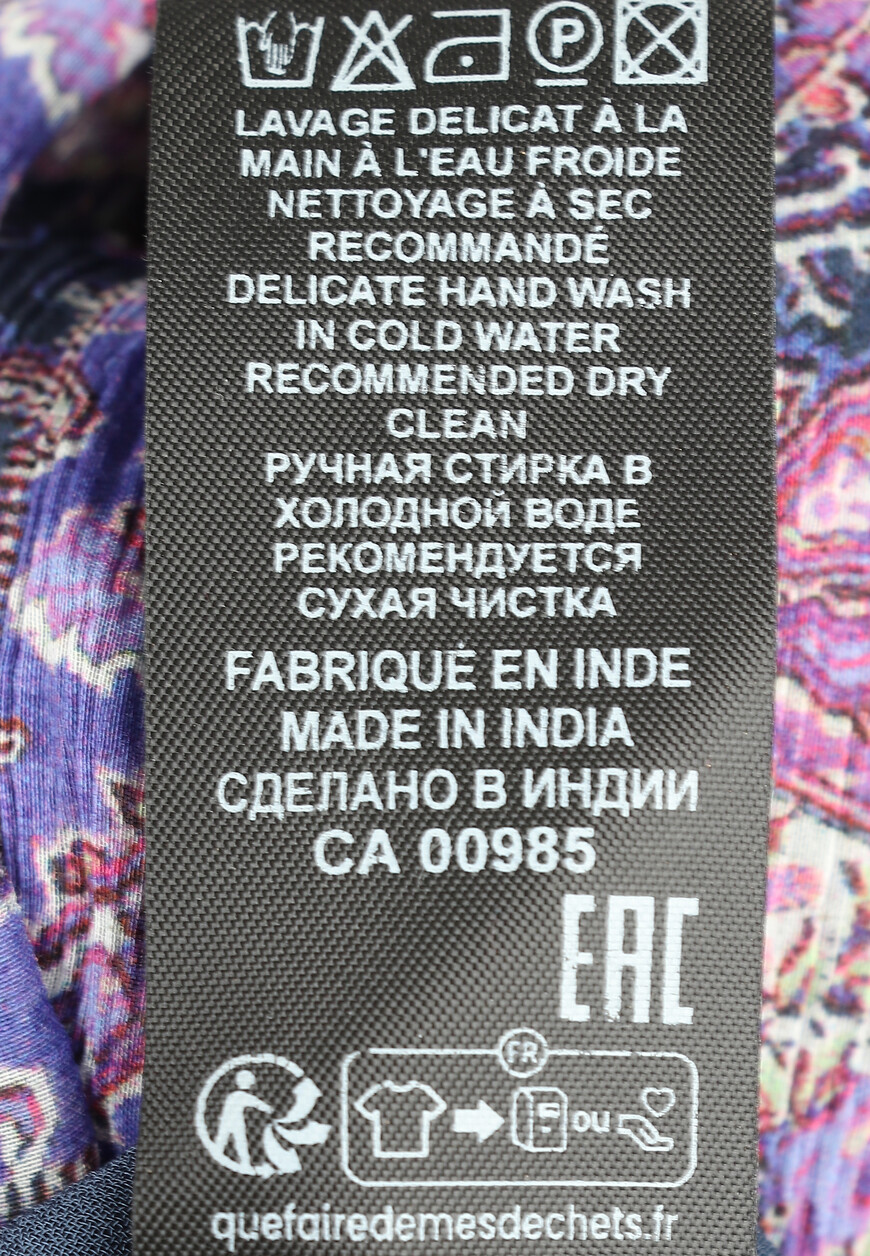 P
LAVAGE DELICAT À LA
MAIN À L'EAU FROIDE
NETTOYAGE À SEC
RECOMMANDÉ
DELICATE HAND WASH
IN COLD WATER
RECOMMENDED DRY
CLEAN
РУЧНАЯ СТИРКА В
ХОЛОДНОЙ ВОДЕ
РЕКОМЕНДУЕТСЯ
СУХАЯ ЧИСТКА
FABRIQUÉ EN INDE
MADE IN INDIA
СДЕЛАНО В ИНДИИ
CA 00985
EAC
FR
ou
quefairedemesdechets.fr